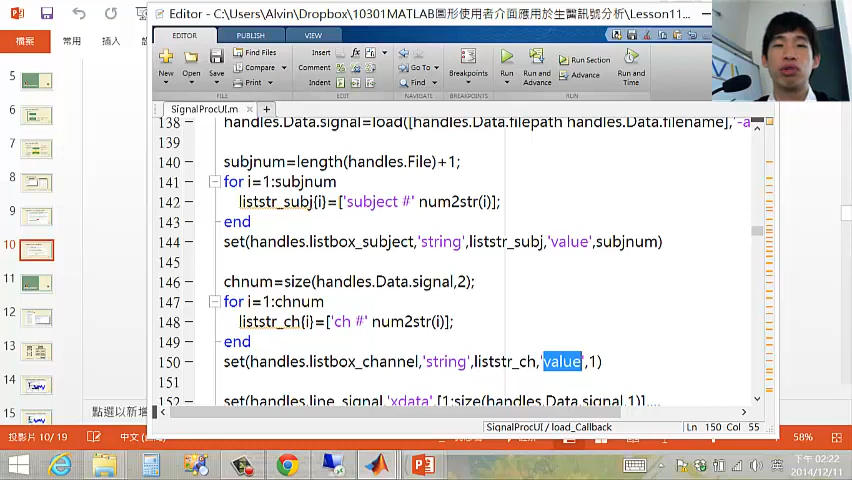 Editor - C:\Users\Alvin\Dropbox\10301MATLAB圖形使用者介面應用於生醫訊號分析\Lesson11...
檔案
常用
插入
EDITOR
PUBLISH
VIEW
New
Open
Save
Find Files
Compare
Print
Insert
Comment
Indent
fx
Go To
Find
Breakpoints
Run
Run and
Advance
Run Section
Advance
Run and
Time
FILE
EDIT
NAVIGATE
BREAKPOINTS
RUN
SignalProcUI.m
138 handles.Data.signal=load([handles.Data.filepath handles.Data.filename],'-a
139
140 subjnum=length(handles.File)+1;
141 for i=1:subjnum
142 liststr_subj{i}=['subject #' num2str(i)];
143 end
144 set(handles.listbox_subject,'string',liststr_subj,'value',subjnum)
145
146 chnum=size(handles.Data.signal,2);
147 for i=1:chnum
148 liststr_ch{i}=['ch #' num2str(i)];
149 end
150 set(handles.listbox_channel,'string',liststr_ch,'value',1)
151
152 set(handles.line_signal,'xdata',[1:size(handles.Data.signal,1)],...
SignalProcUI / load_Callback
Ln 150 Col 55
5
6
7
8
9
10
11
12
13
14
15
點選以新增
投影片 10/19
58%
下午 02:22
2014/12/11